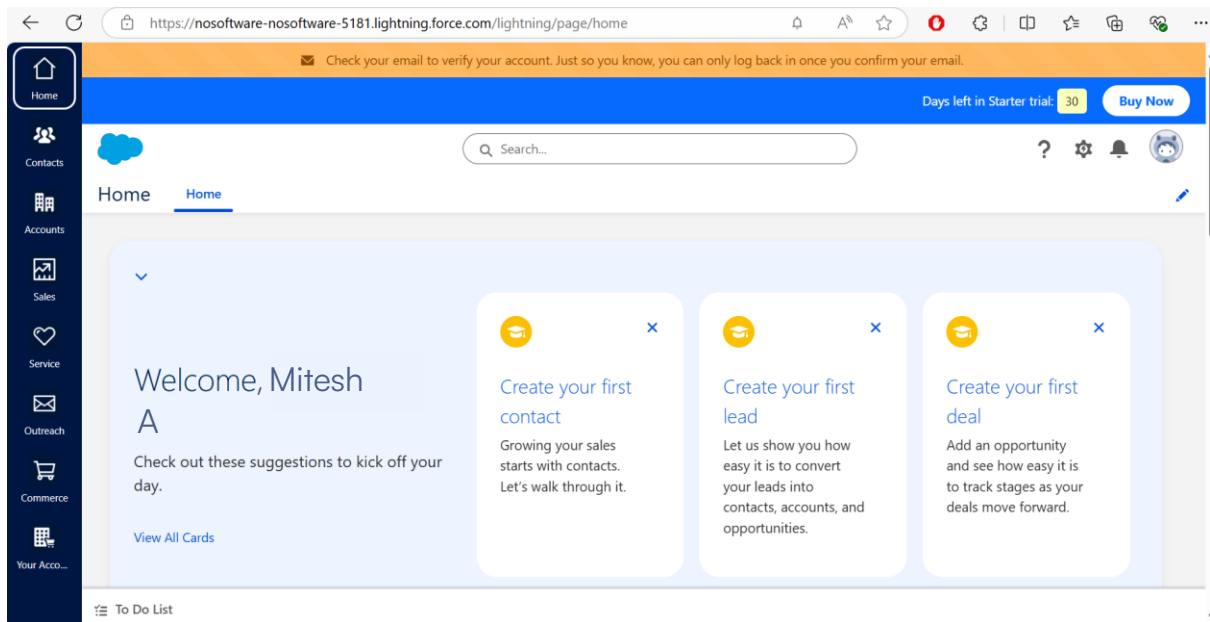 https://nosoftware-nosoftware-5181.lightning.force.com/lightning/page/home
Check your email to verify your account. Just so you know, you can only log back in once you confirm your email.
Days left in Starter trial: 30 Buy Now
Search...
Home
Contacts
Accounts
Sales
Service
Outreach
Commerce
Your Acco...
Home Home
Welcome, Mitesh
A
Check out these suggestions to kick off your
day.
View All Cards
Create your first
contact
Growing your sales
starts with contacts.
Let's walk through it.
Create your first
lead
Let us show you how
easy it is to convert
your leads into
contacts, accounts, and
opportunities.
Create your first
deal
Add an opportunity
and see how easy it is
to track stages as your
deals move forward.
To Do List